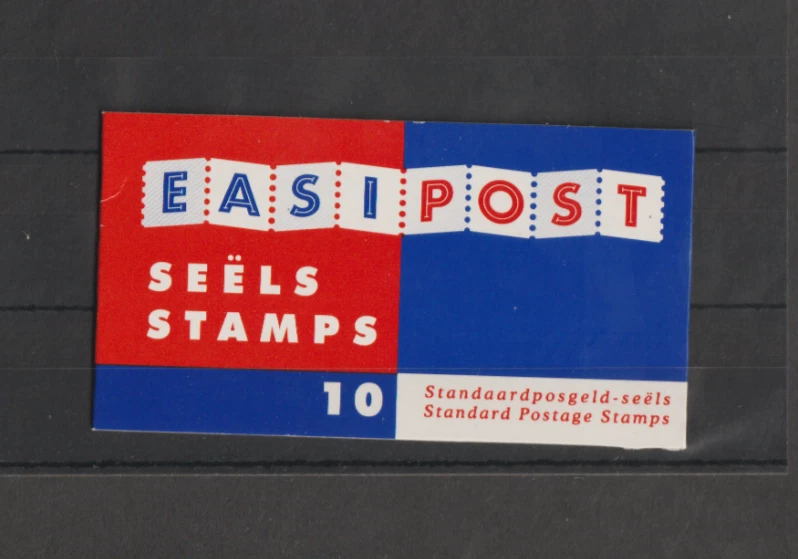 EASIPOST
SEËLS
STAMPS
10
Standaardposgeld-seëls
Standard Postage Stamps